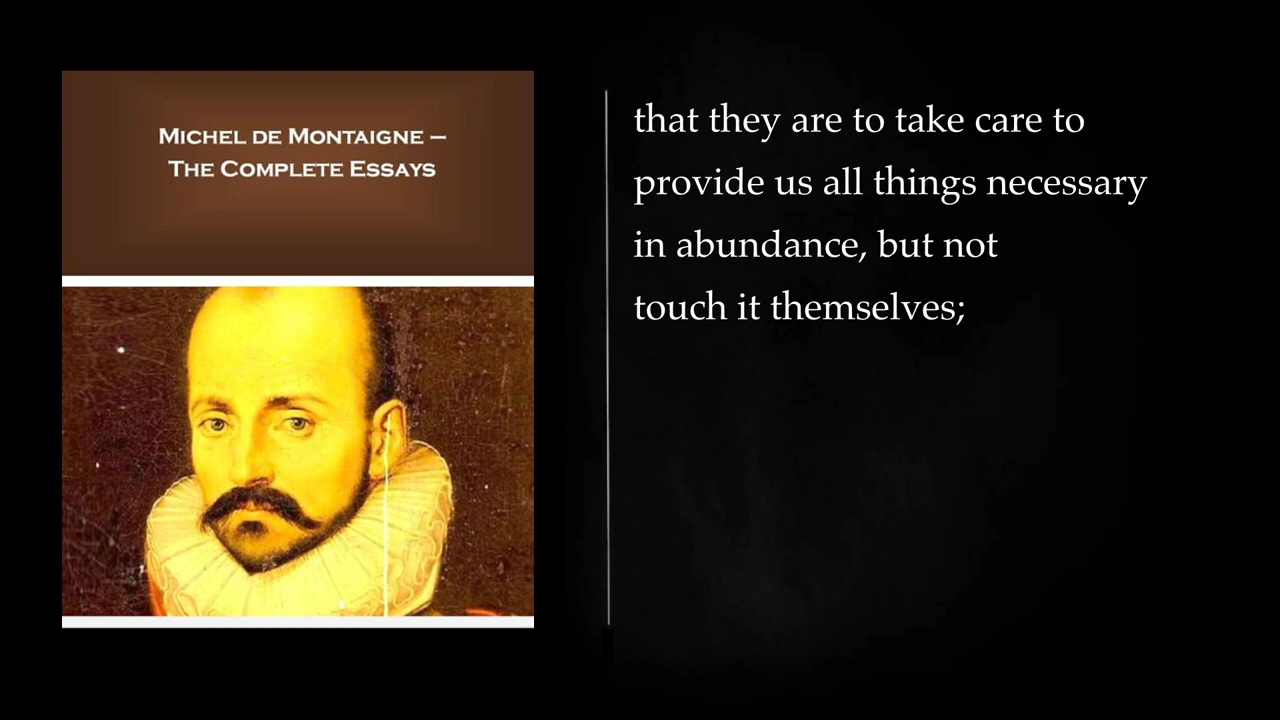 MICHEL DE MONTAIGNE –
THE COMPLETE ESSAYS
that they are to take care to
provide us all things necessary
in abundance, but not
touch it themselves;